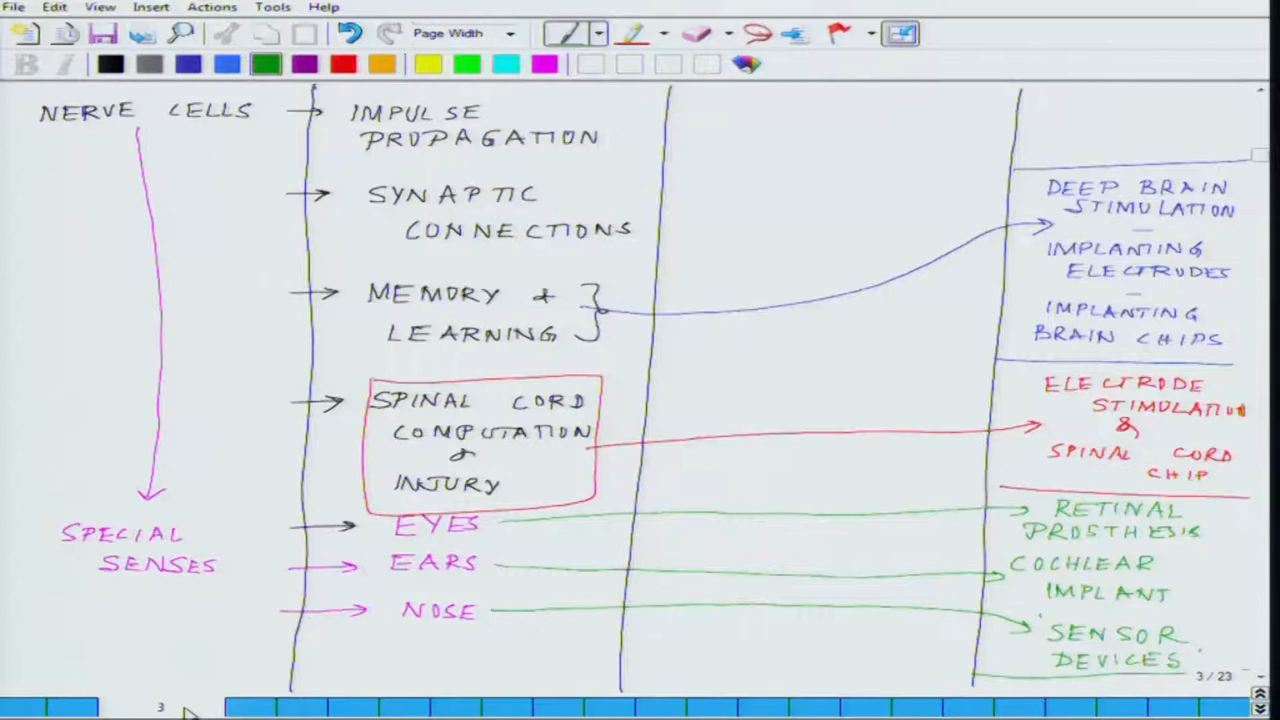 File Edit View Insert Actions Tools Help
Page Width
B I
NERVE CELLS
SPECIAL
SENSES
IMPULSE
PROPAGATION
SYNAPTIC
CONNECTIONS
MEMORY &
LEARNING
SPINAL CORD
COMPUTATION
&
INJURY
EYES
EARS
NOSE
DEEP BRAIN
STIMULATION
–
IMPLANTING
ELECTRODES
–
IMPLANTING
BRAIN CHIPS
ELECTRODE
STIMULATION
&
SPINAL CORD
CHIP
RETINAL
PROSTHESIS
COCHLEAR
IMPLANT
SENSOR
DEVICES
3 / 23
3